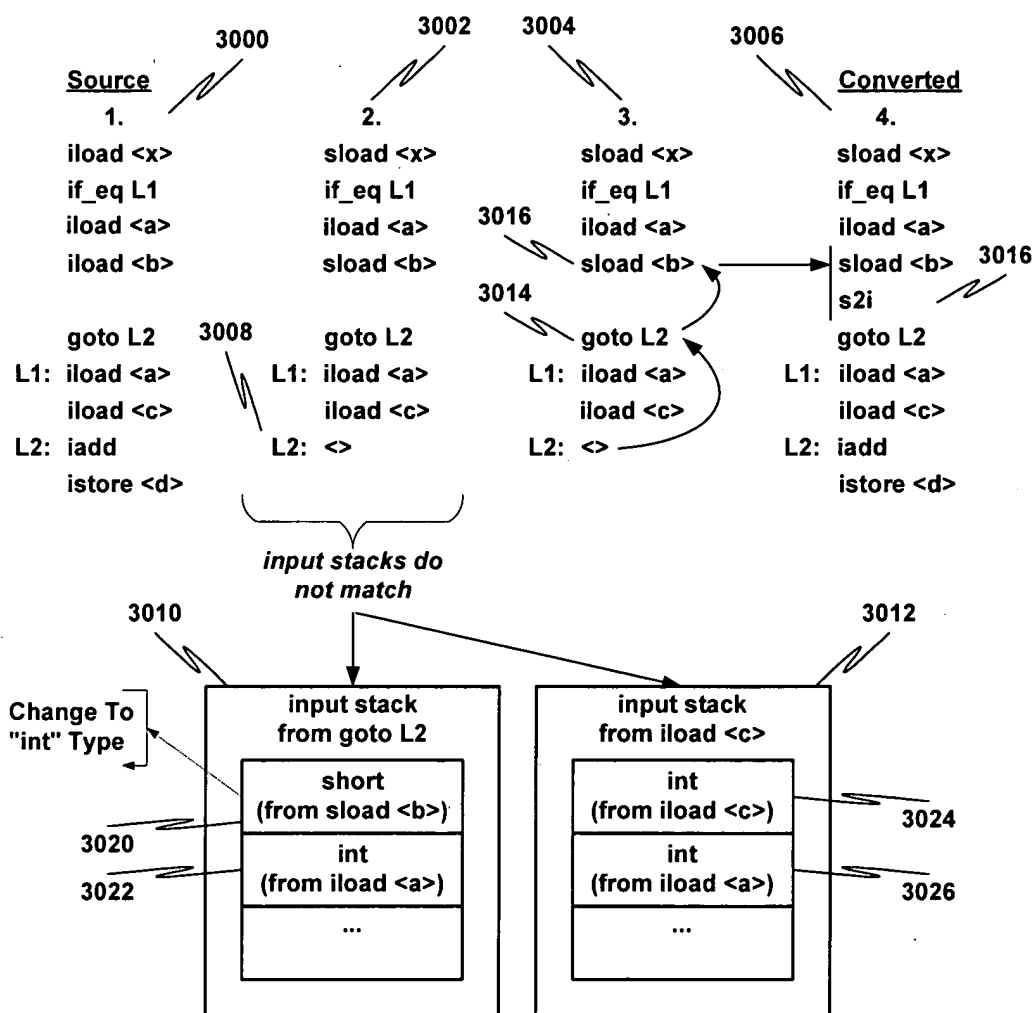 3000
3002
3004
3006
Source
Converted
1.
iload <x>
if_eq L1
iload <a>
iload <b>
goto L2
L1: iload <a>
iload <c>
L2: iadd
istore <d>
2.
sload <x>
if_eq L1
iload <a>
sload <b>
goto L2
3008
L1: iload <a>
iload <c>
L2: <>
3.
sload <x>
if_eq L1
iload <a>
3016
sload <b>
3014
goto L2
L1: iload <a>
iload <c>
L2: <>
4.
sload <x>
if_eq L1
iload <a>
sload <b>
3016
s2i
goto L2
L1: iload <a>
iload <c>
L2: iadd
istore <d>
input stacks do
not match
3010
3012
Change To
"int" Type
input stack
from goto L2
short
(from sload <b>)
3020
int
(from iload <a>)
3022
...
input stack
from iload <c>
int
(from iload <c>)
3024
int
(from iload <a>)
3026
...